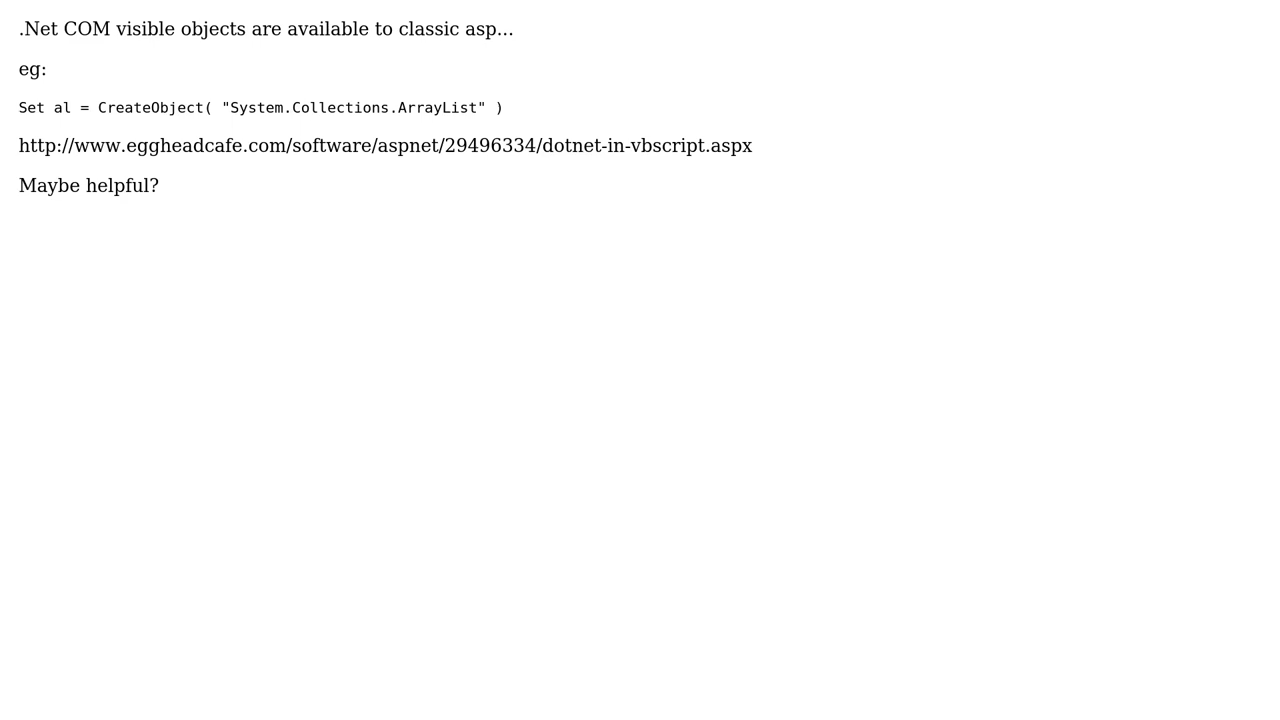 .Net COM visible objects are available to classic asp...
eg:
Set al = CreateObject( "System.Collections.ArrayList" )
http://www.eggheadcafe.com/software/aspnet/29496334/dotnet-in-vbscript.aspx
Maybe helpful?